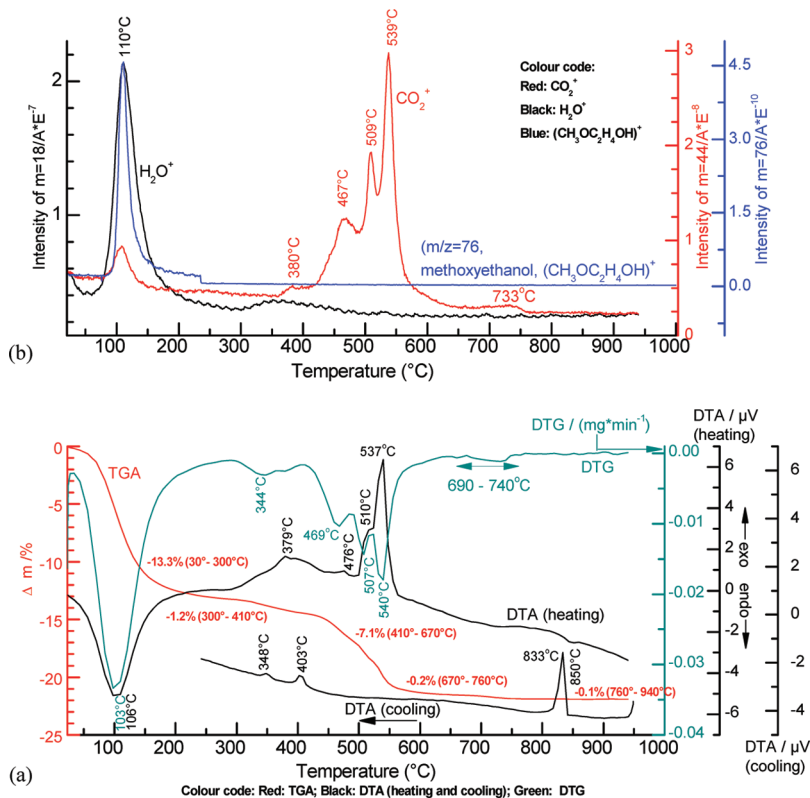 110°C
539°C
Colour code:
Red: CO₂⁺
Black: H₂O⁺
Blue: (CH₃OC₂H₄OH)⁺
CO₂⁺
509°C
467°C
H₂O⁺
380°C
(m/z=76,
methoxyethanol, (CH₃OC₂H₄OH)⁺
733°C
Intensity of m=18/A*E⁻⁷
2
1
Intensity of m=44/A*E⁻⁸
3
2
1
0
Intensity of m=76/A*E⁻¹⁰
4.5
4.0
1.5
0.0
100 200 300 400 500 600 700 800 900 1000
Temperature (°C)
(b)
DTG / (mg*min⁻¹)
DTA / µV
(heating)
TGA
537°C
DTG
690 - 740°C
344°C
510°C
469°C
379°C
476°C
507°C
540°C
-13.3% (30°- 300°C)
-1.2% (300°- 410°C)
-7.1% (410°- 670°C)
DTA (heating)
833°C
850°C
348°C
403°C
-0.2% (670°- 760°C)
-0.1% (760°- 940°C)
103°C
106°C
DTA (cooling)
Δ m /%
0
-5
-10
-15
-20
-25
0.00
-0.01
-0.02
-0.03
-0.04
6
4
2
0
-2
-4
-6
exo
endo
6
4
2
0
-2
-4
DTA / µV
(cooling)
100 200 300 400 500 600 700 800 900 1000
Temperature (°C)
(a)
Colour code: Red: TGA; Black: DTA (heating and cooling); Green: DTG